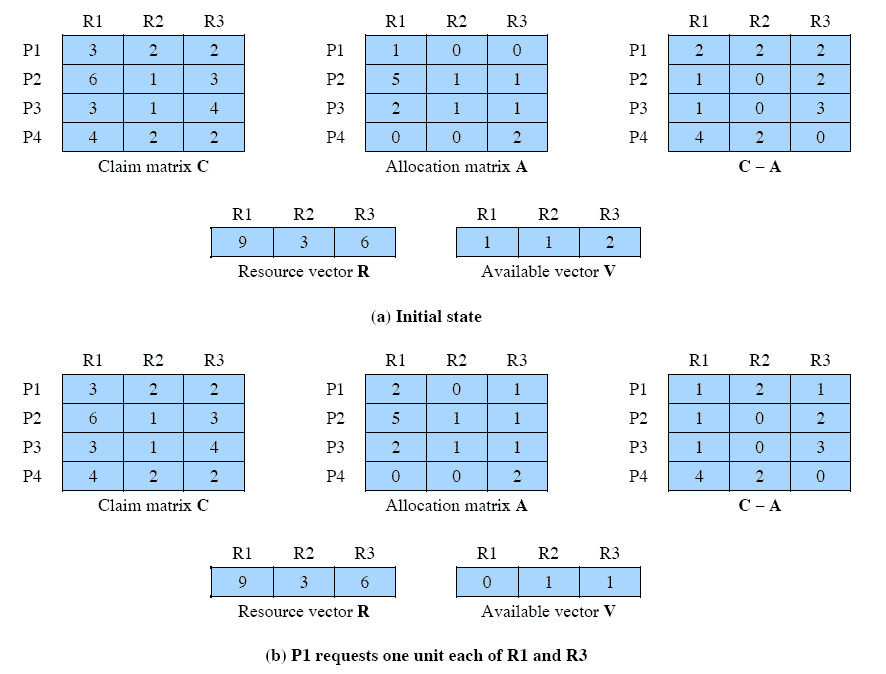 R1 R2 R3 R1 R2 R3 R1 R2 R3
P1 3 2 2 P1 1 0 0 P1 2 2 2
P2 6 1 3 P2 5 1 1 P2 1 0 2
P3 3 1 4 P3 2 1 1 P3 1 0 3
P4 4 2 2 P4 0 0 2 P4 4 2 0
Claim matrix C Allocation matrix A C – A
R1 R2 R3 R1 R2 R3
9 3 6 1 1 2
Resource vector R Available vector V
(a) Initial state
R1 R2 R3 R1 R2 R3 R1 R2 R3
P1 3 2 2 P1 2 0 1 P1 1 2 1
P2 6 1 3 P2 5 1 1 P2 1 0 2
P3 3 1 4 P3 2 1 1 P3 1 0 3
P4 4 2 2 P4 0 0 2 P4 4 2 0
Claim matrix C Allocation matrix A C – A
R1 R2 R3 R1 R2 R3
9 3 6 0 1 1
Resource vector R Available vector V
(b) P1 requests one unit each of R1 and R3